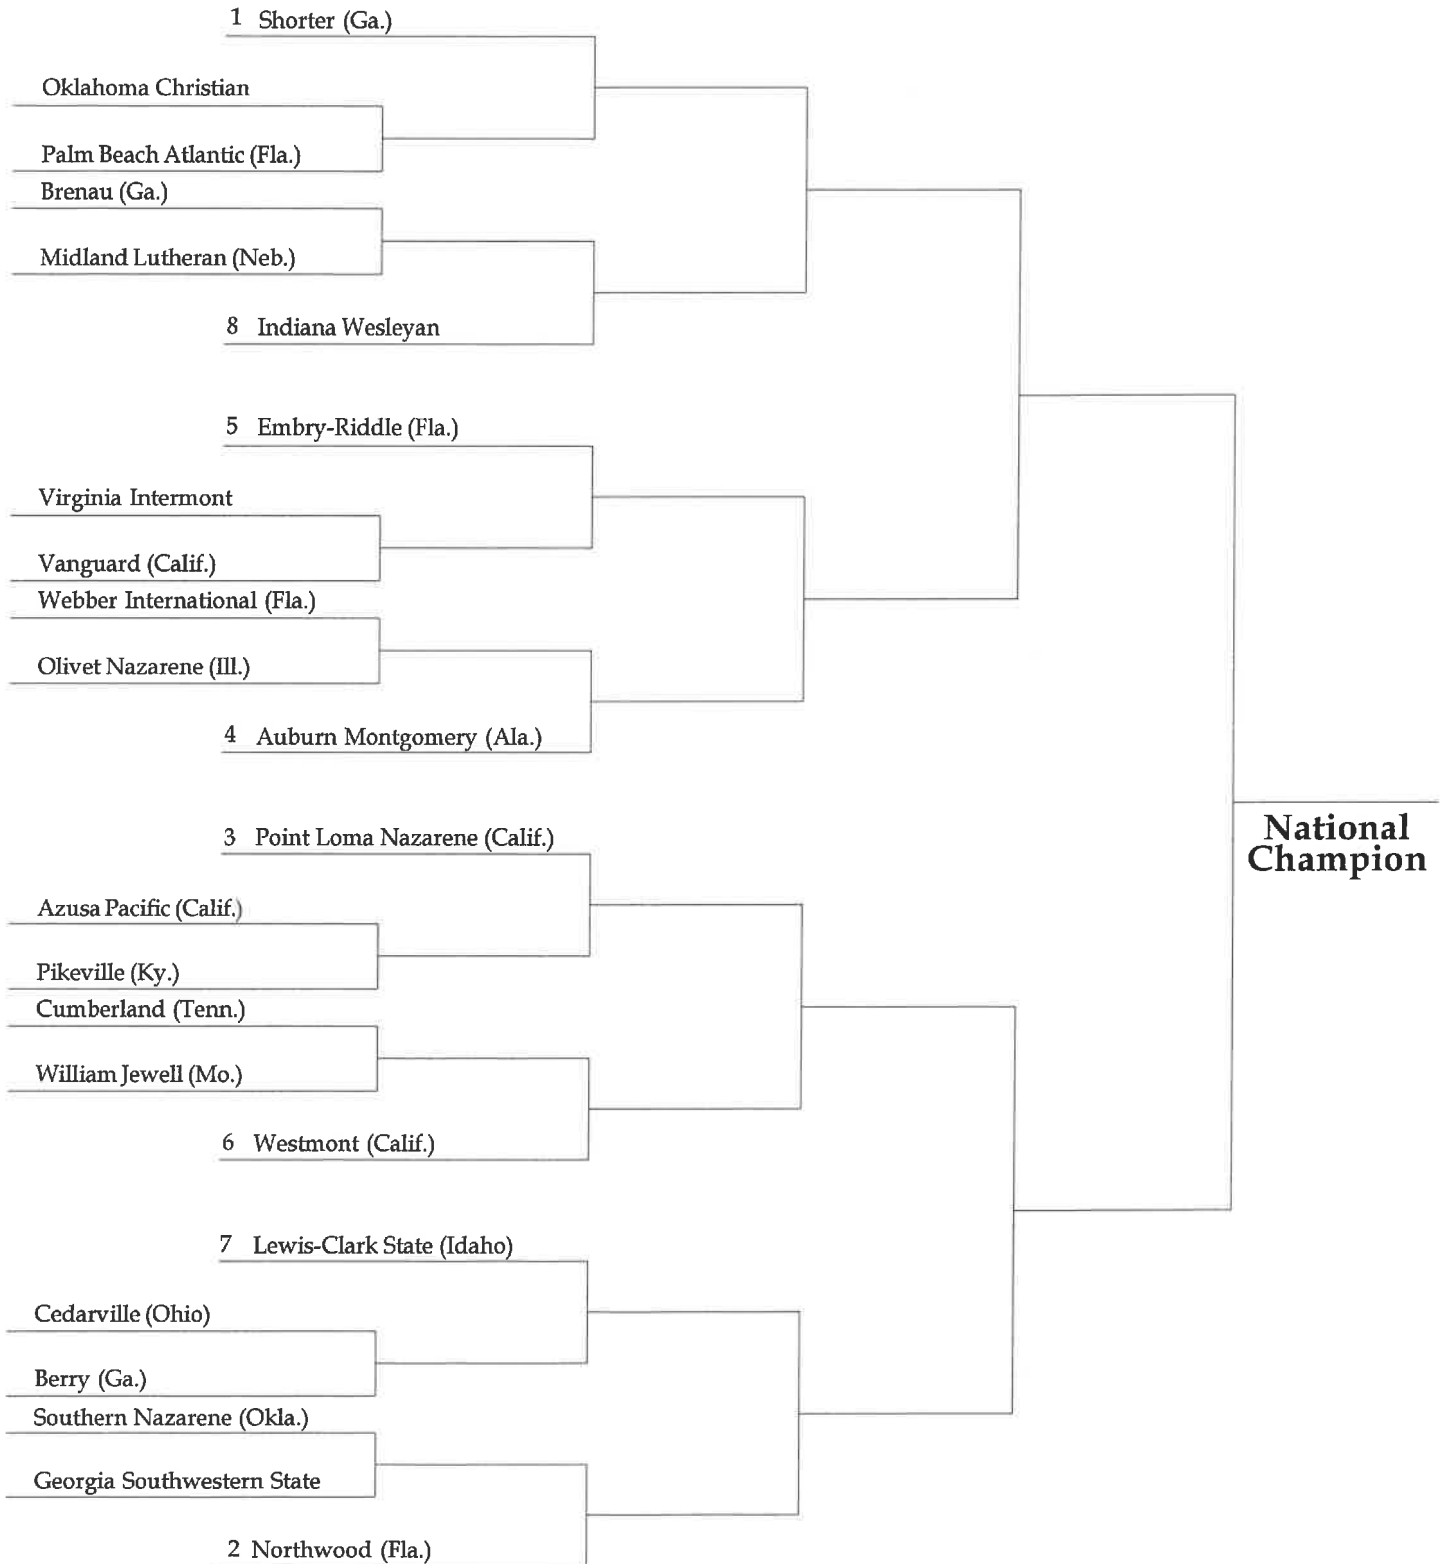 1 Shorter (Ga.)
Oklahoma Christian
Palm Beach Atlantic (Fla.)
Brenau (Ga.)
Midland Lutheran (Neb.)
8 Indiana Wesleyan
5 Embry-Riddle (Fla.)
Virginia Intermont
Vanguard (Calif.)
Webber International (Fla.)
Olivet Nazarene (Ill.)
4 Auburn Montgomery (Ala.)
National
Champion
3 Point Loma Nazarene (Calif.)
Azusa Pacific (Calif.)
Pikeville (Ky.)
Cumberland (Tenn.)
William Jewell (Mo.)
6 Westmont (Calif.)
7 Lewis-Clark State (Idaho)
Cedarville (Ohio)
Berry (Ga.)
Southern Nazarene (Okla.)
Georgia Southwestern State
2 Northwood (Fla.)